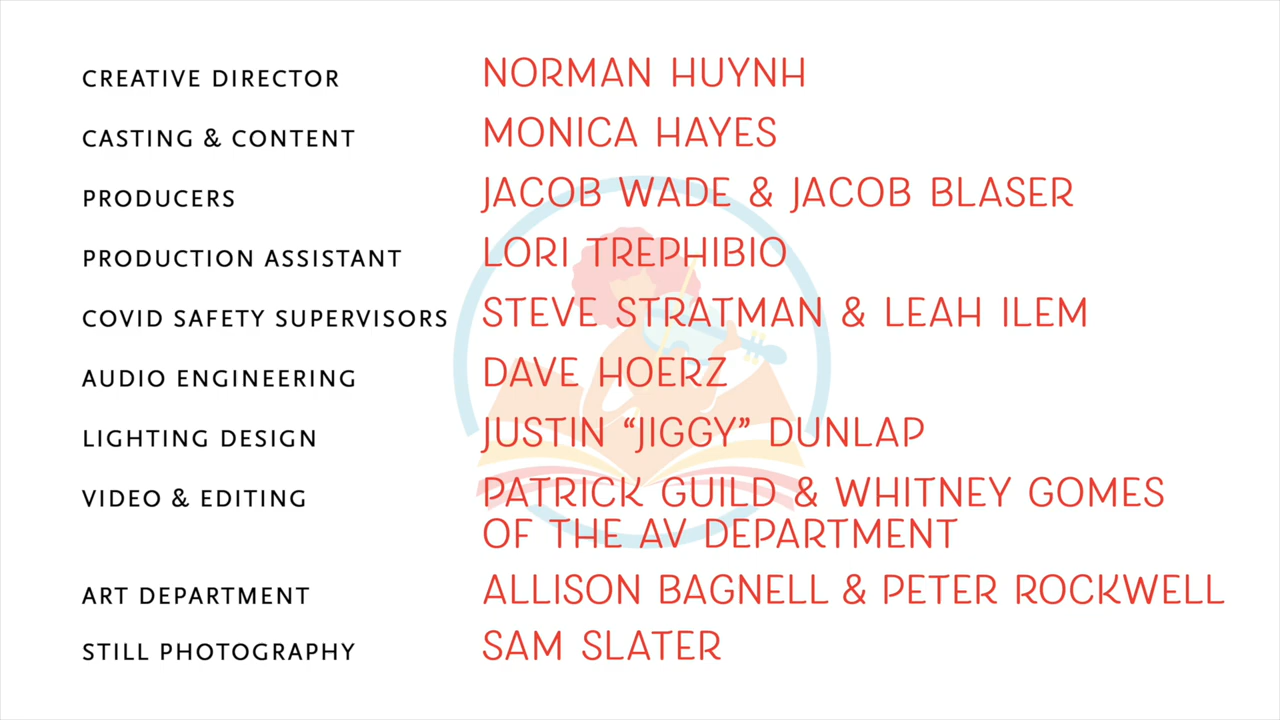 CREATIVE DIRECTOR NORMAN HUYNH
CASTING & CONTENT MONICA HAYES
PRODUCERS JACOB WADE & JACOB BLASER
PRODUCTION ASSISTANT LORI TREPHIBIO
COVID SAFETY SUPERVISORS STEVE STRATMAN & LEAH ILEM
AUDIO ENGINEERING DAVE HOERZ
LIGHTING DESIGN JUSTIN “JIGGY” DUNLAP
VIDEO & EDITING PATRICK GUILD & WHITNEY GOMES
OF THE AV DEPARTMENT
ART DEPARTMENT ALLISON BAGNELL & PETER ROCKWELL
STILL PHOTOGRAPHY SAM SLATER